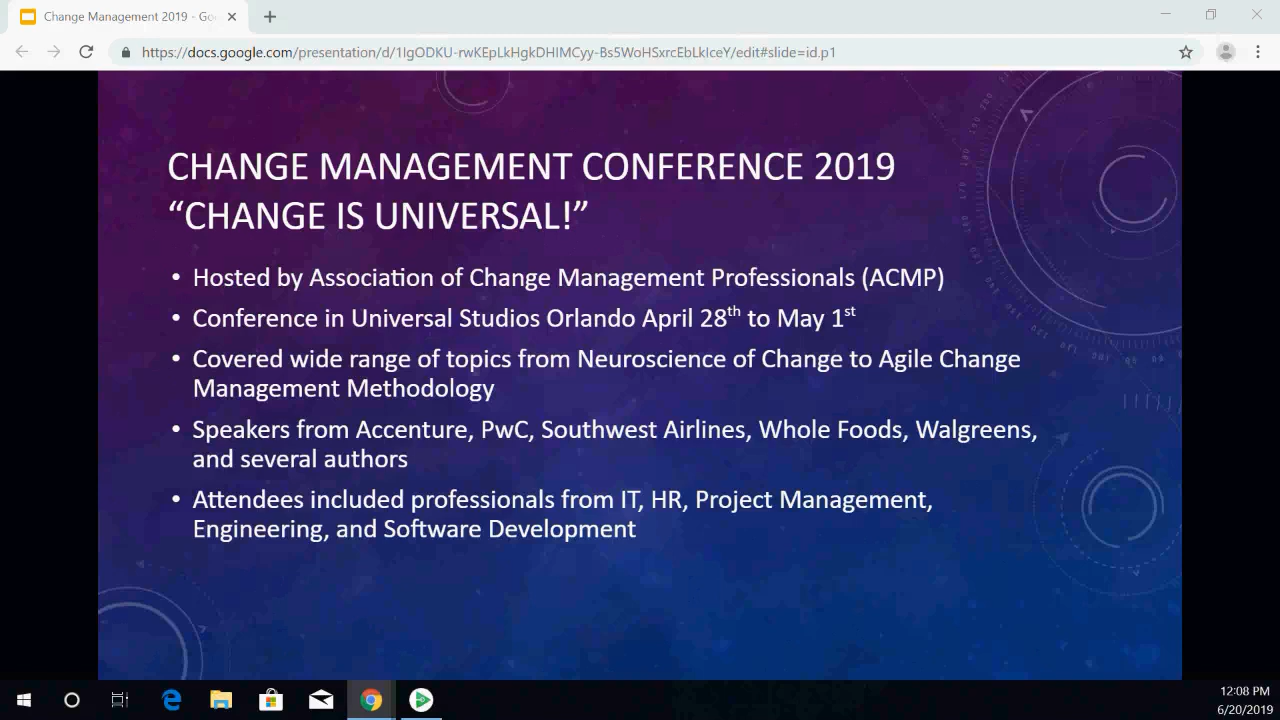 Change Management 2019 - Go
https://docs.google.com/presentation/d/1lgODKU-rwKEpLkHgkDHIMCyy-Bs5WoHSxrcEbLkIceY/edit#slide=id.p1
CHANGE MANAGEMENT CONFERENCE 2019
“CHANGE IS UNIVERSAL!”
• Hosted by Association of Change Management Professionals (ACMP)
• Conference in Universal Studios Orlando April 28th to May 1st
• Covered wide range of topics from Neuroscience of Change to Agile Change
Management Methodology
• Speakers from Accenture, PwC, Southwest Airlines, Whole Foods, Walgreens,
and several authors
• Attendees included professionals from IT, HR, Project Management,
Engineering, and Software Development
12:08 PM
6/20/2019